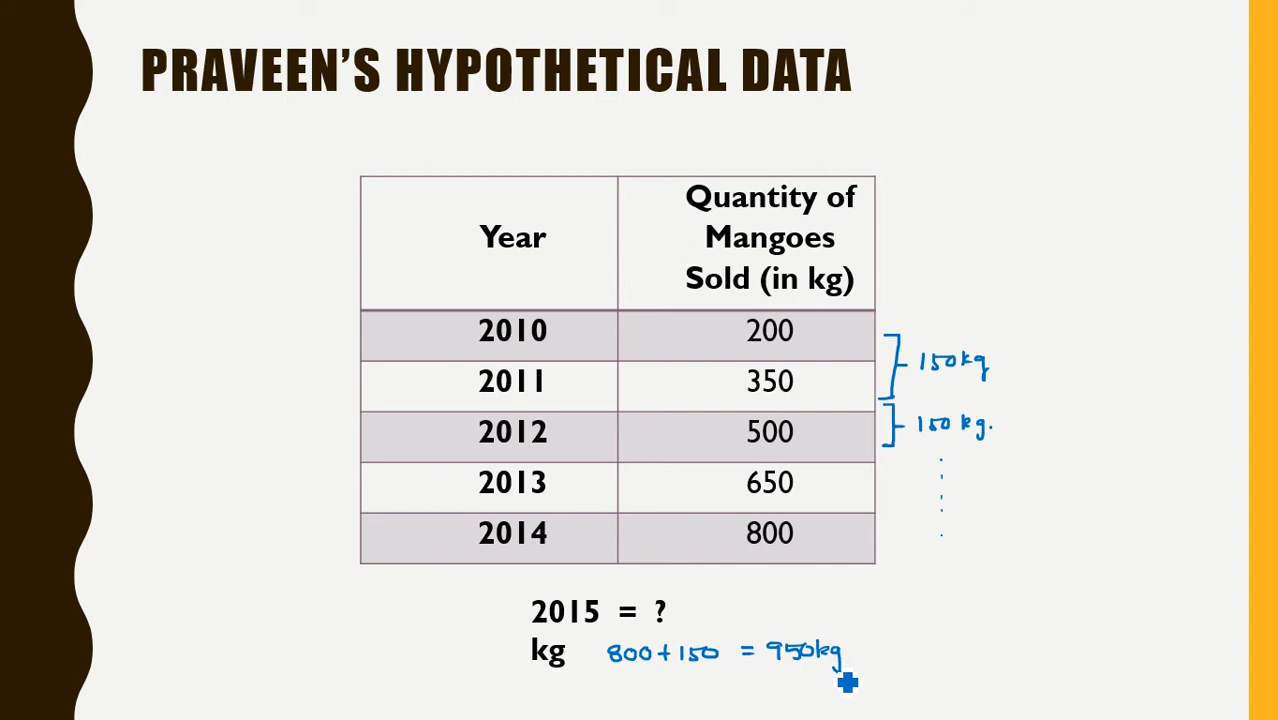 PRAVEEN'S HYPOTHETICAL DATA
Year
Quantity of
Mangoes
Sold (in kg)
2010 200
150kg
2011 350
2012 500
150 kg.
2013 650
2014 800
2015 = ?
kg 800+150 = 950kg